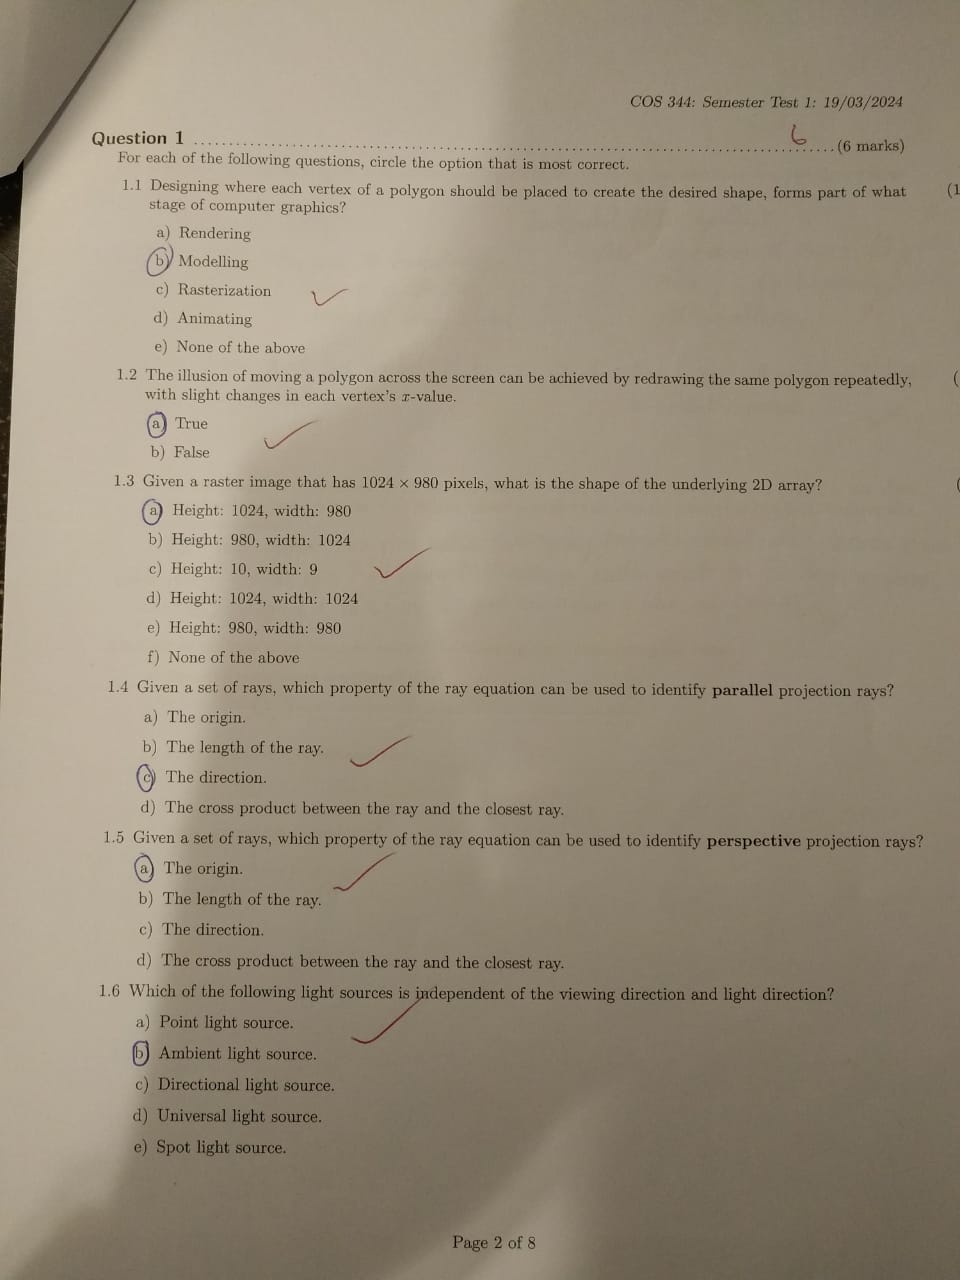 COS 344: Semester Test 1: 19/03/2024
Question 1 ........................................ 6 ..... (6 marks)
For each of the following questions, circle the option that is most correct.
1.1 Designing where each vertex of a polygon should be placed to create the desired shape, forms part of what (1
stage of computer graphics?
a) Rendering
b) Modelling
c) Rasterization
d) Animating
e) None of the above
1.2 The illusion of moving a polygon across the screen can be achieved by redrawing the same polygon repeatedly, (
with slight changes in each vertex's x-value.
a) True
b) False
1.3 Given a raster image that has 1024 × 980 pixels, what is the shape of the underlying 2D array? (
a) Height: 1024, width: 980
b) Height: 980, width: 1024
c) Height: 10, width: 9
d) Height: 1024, width: 1024
e) Height: 980, width: 980
f) None of the above
1.4 Given a set of rays, which property of the ray equation can be used to identify parallel projection rays?
a) The origin.
b) The length of the ray.
c) The direction.
d) The cross product between the ray and the closest ray.
1.5 Given a set of rays, which property of the ray equation can be used to identify perspective projection rays?
a) The origin.
b) The length of the ray.
c) The direction.
d) The cross product between the ray and the closest ray.
1.6 Which of the following light sources is independent of the viewing direction and light direction?
a) Point light source.
b) Ambient light source.
c) Directional light source.
d) Universal light source.
e) Spot light source.
Page 2 of 8